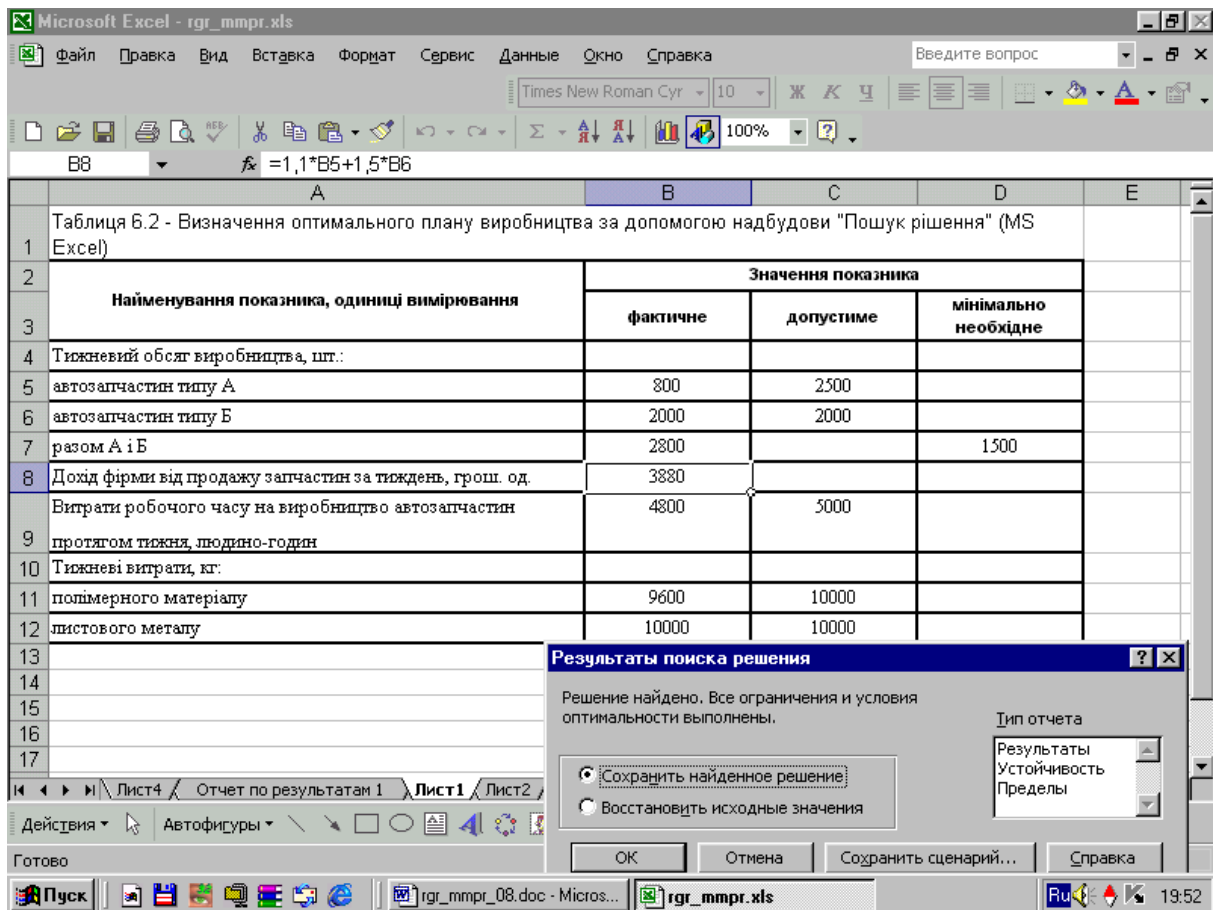 Microsoft Excel - rgr_mmpr.xls
Файл Правка Вид Вставка Формат Сервис Данные Окно Справка Введите вопрос
Times New Roman Cyr 10 Ж К Ч
100%
B8 fx =1,1*B5+1,5*B6
A B C D E
1 Таблиця 6.2 - Визначення оптимального плану виробництва за допомогою надбудови "Пошук рішення" (MS
Excel)
2 Значення показника
Найменування показника, одиниці вимірювання
3 фактичне допустиме мінімально
необхідне
4 Тижневий обсяг виробництва, шт.:
5 автозапчастин типу А 800 2500
6 автозапчастин типу Б 2000 2000
7 разом А і Б 2800 1500
8 Дохід фірми від продажу запчастин за тиждень, грош. од. 3880
Витрати робочого часу на виробництво автозапчастин 4800 5000
9 протягом тижня, людино-годин
10 Тижневі витрати, кг:
11 полімерного матеріалу 9600 10000
12 листового металу 10000 10000
13
14
15
16
17
Результаты поиска решения
Решение найдено. Все ограничения и условия
оптимальности выполнены.
Тип отчета
Результаты
Устойчивость
Пределы
Сохранить найденное решение
Восстановить исходные значения
ОК Отмена Сохранить сценарий... Справка
Лист4 Отчет по результатам 1 Лист1 Лист2
Действия Автофигуры
Готово
Пуск rgr_mmpr_08.doc - Micros... rgr_mmpr.xls Ru 19:52